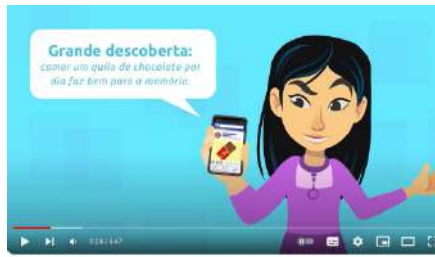 Grande descoberta:
comer um quilo de chocolate por
dia faz bem para a memória.